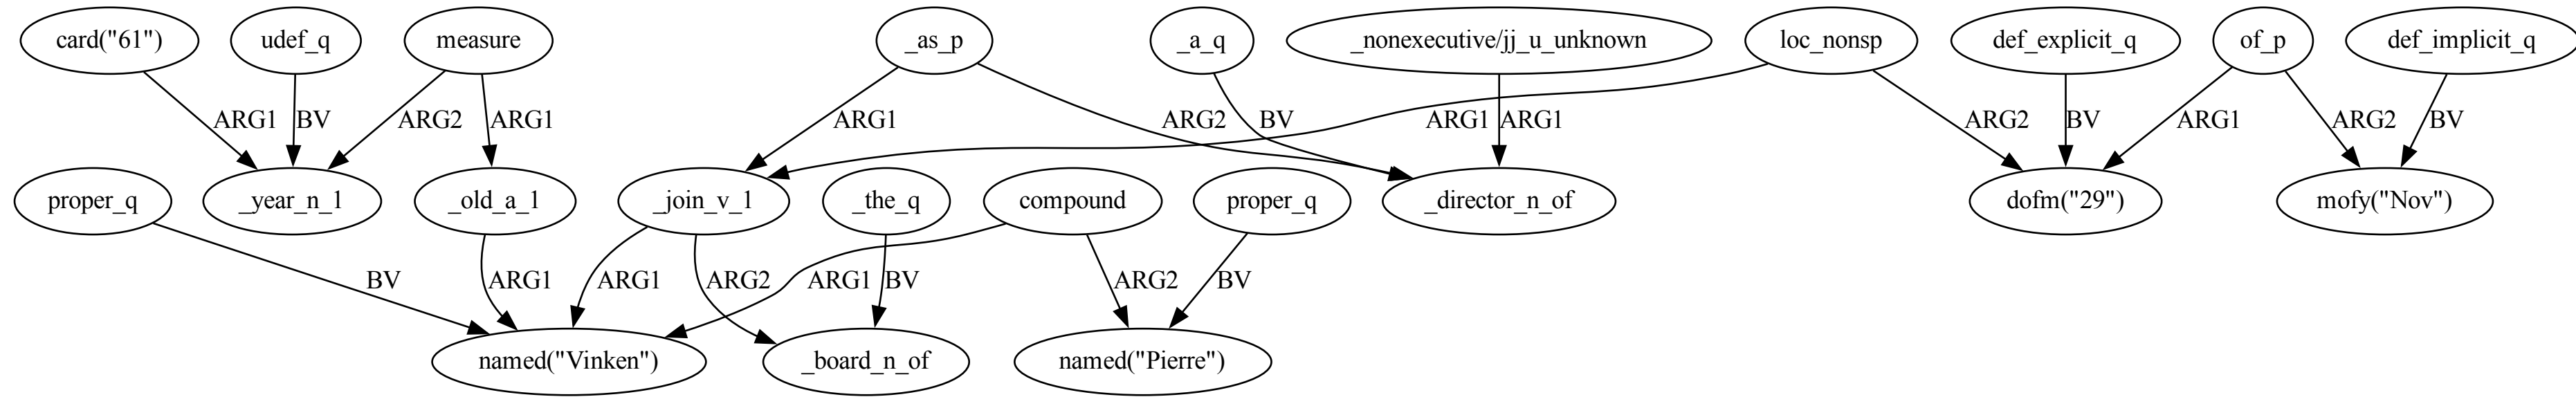 card("61") udef_q measure _as_p _a_q _nonexecutive/jj_u_unknown loc_nonsp def_explicit_q of_p def_implicit_q
ARG1 BV ARG2 ARG1 ARG1 ARG2 BV ARG1 ARG1 ARG2 BV ARG1 ARG2 BV
proper_q _year_n_1 _old_a_1 _join_v_1 _the_q compound proper_q _director_n_of dofm("29") mofy("Nov")
BV ARG1 ARG1 ARG2 ARG1 BV ARG2 BV
named("Vinken") _board_n_of named("Pierre")